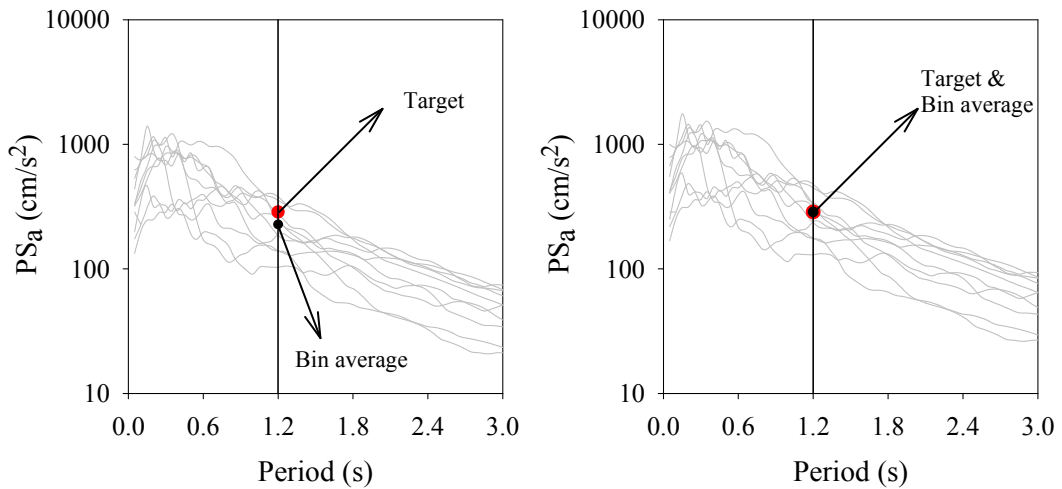 10000
1000
100
10
PSa (cm/s2)
Target
Bin average
0.0 0.6 1.2 1.8 2.4 3.0
Period (s)
10000
1000
100
10
PSa (cm/s2)
Target &
Bin average
0.0 0.6 1.2 1.8 2.4 3.0
Period (s)